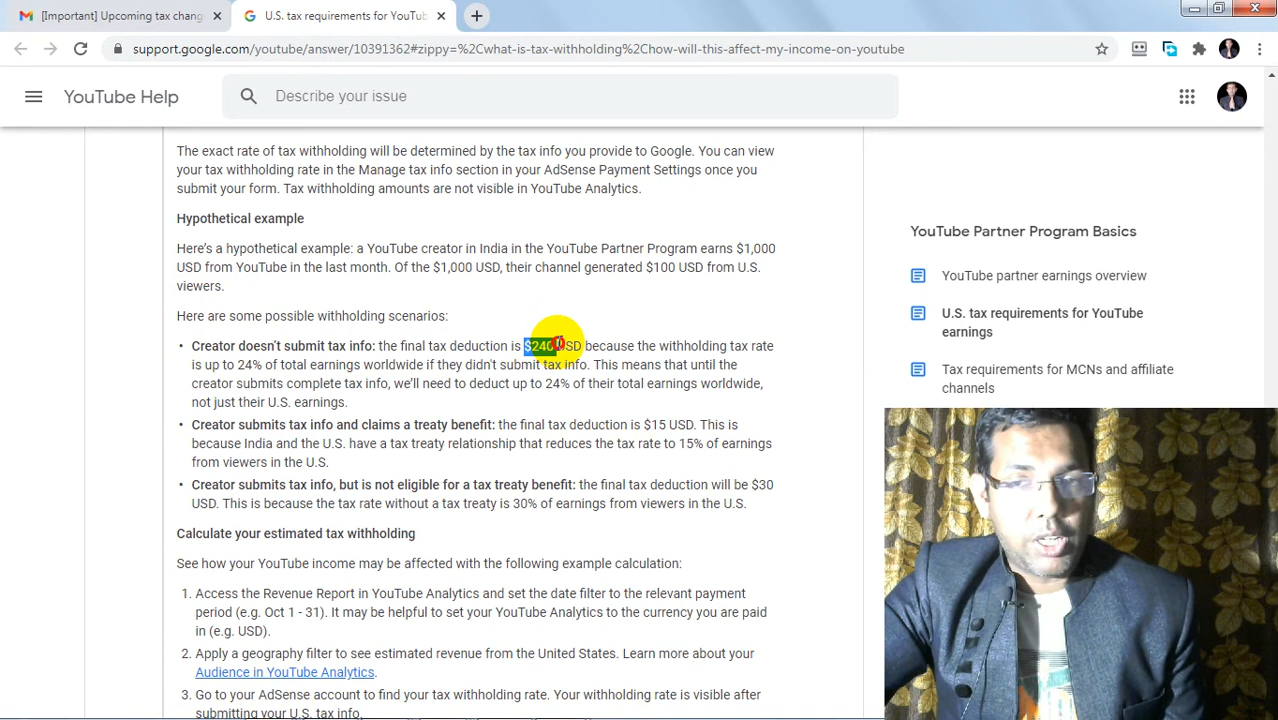 [Important] Upcoming tax chang
U.S. tax requirements for YouTub
support.google.com/youtube/answer/10391362#zippy=%2Cwhat-is-tax-withholding%2Chow-will-this-affect-my-income-on-youtube
YouTube Help
Describe your issue
The exact rate of tax withholding will be determined by the tax info you provide to Google. You can view
your tax withholding rate in the Manage tax info section in your AdSense Payment Settings once you
submit your form. Tax withholding amounts are not visible in YouTube Analytics.
Hypothetical example
Here's a hypothetical example: a YouTube creator in India in the YouTube Partner Program earns $1,000
USD from YouTube in the last month. Of the $1,000 USD, their channel generated $100 USD from U.S.
viewers.
Here are some possible withholding scenarios:
• Creator doesn't submit tax info: the final tax deduction is $240 USD because the withholding tax rate
is up to 24% of total earnings worldwide if they didn't submit tax info. This means that until the
creator submits complete tax info, we'll need to deduct up to 24% of their total earnings worldwide,
not just their U.S. earnings.
• Creator submits tax info and claims a treaty benefit: the final tax deduction is $15 USD. This is
because India and the U.S. have a tax treaty relationship that reduces the tax rate to 15% of earnings
from viewers in the U.S.
• Creator submits tax info, but is not eligible for a tax treaty benefit: the final tax deduction will be $30
USD. This is because the tax rate without a tax treaty is 30% of earnings from viewers in the U.S.
Calculate your estimated tax withholding
See how your YouTube income may be affected with the following example calculation:
1. Access the Revenue Report in YouTube Analytics and set the date filter to the relevant payment
period (e.g. Oct 1 - 31). It may be helpful to set your YouTube Analytics to the currency you are paid
in (e.g. USD).
2. Apply a geography filter to see estimated revenue from the United States. Learn more about your
Audience in YouTube Analytics.
3. Go to your AdSense account to find your tax withholding rate. Your withholding rate is visible after
submitting your U.S. tax info.
YouTube Partner Program Basics
YouTube partner earnings overview
U.S. tax requirements for YouTube
earnings
Tax requirements for MCNs and affiliate
channels